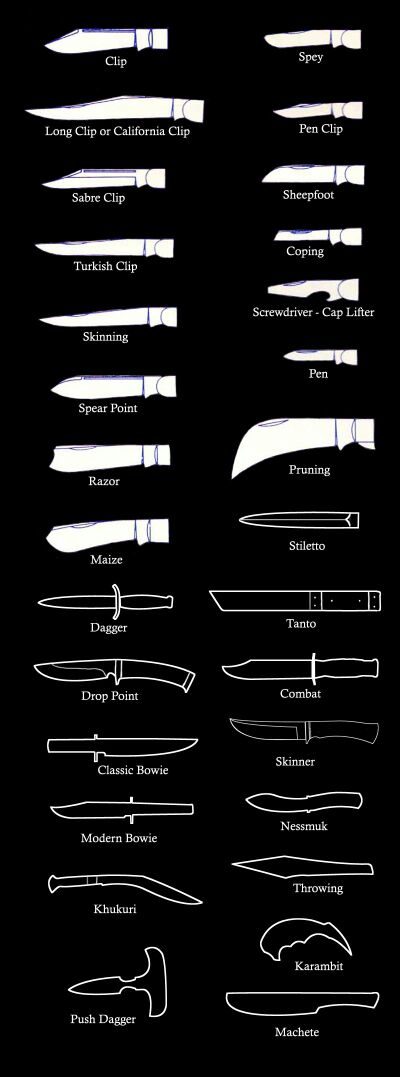 Clip
Spey
Long Clip or California Clip
Pen Clip
Sabre Clip
Sheepfoot
Turkish Clip
Coping
Skinning
Screwdriver - Cap Lifter
Spear Point
Pen
Razor
Pruning
Maize
Stiletto
Dagger
Tanto
Drop Point
Combat
Classic Bowie
Skinner
Modern Bowie
Nessmuk
Khukuri
Throwing
Karambit
Push Dagger
Machete